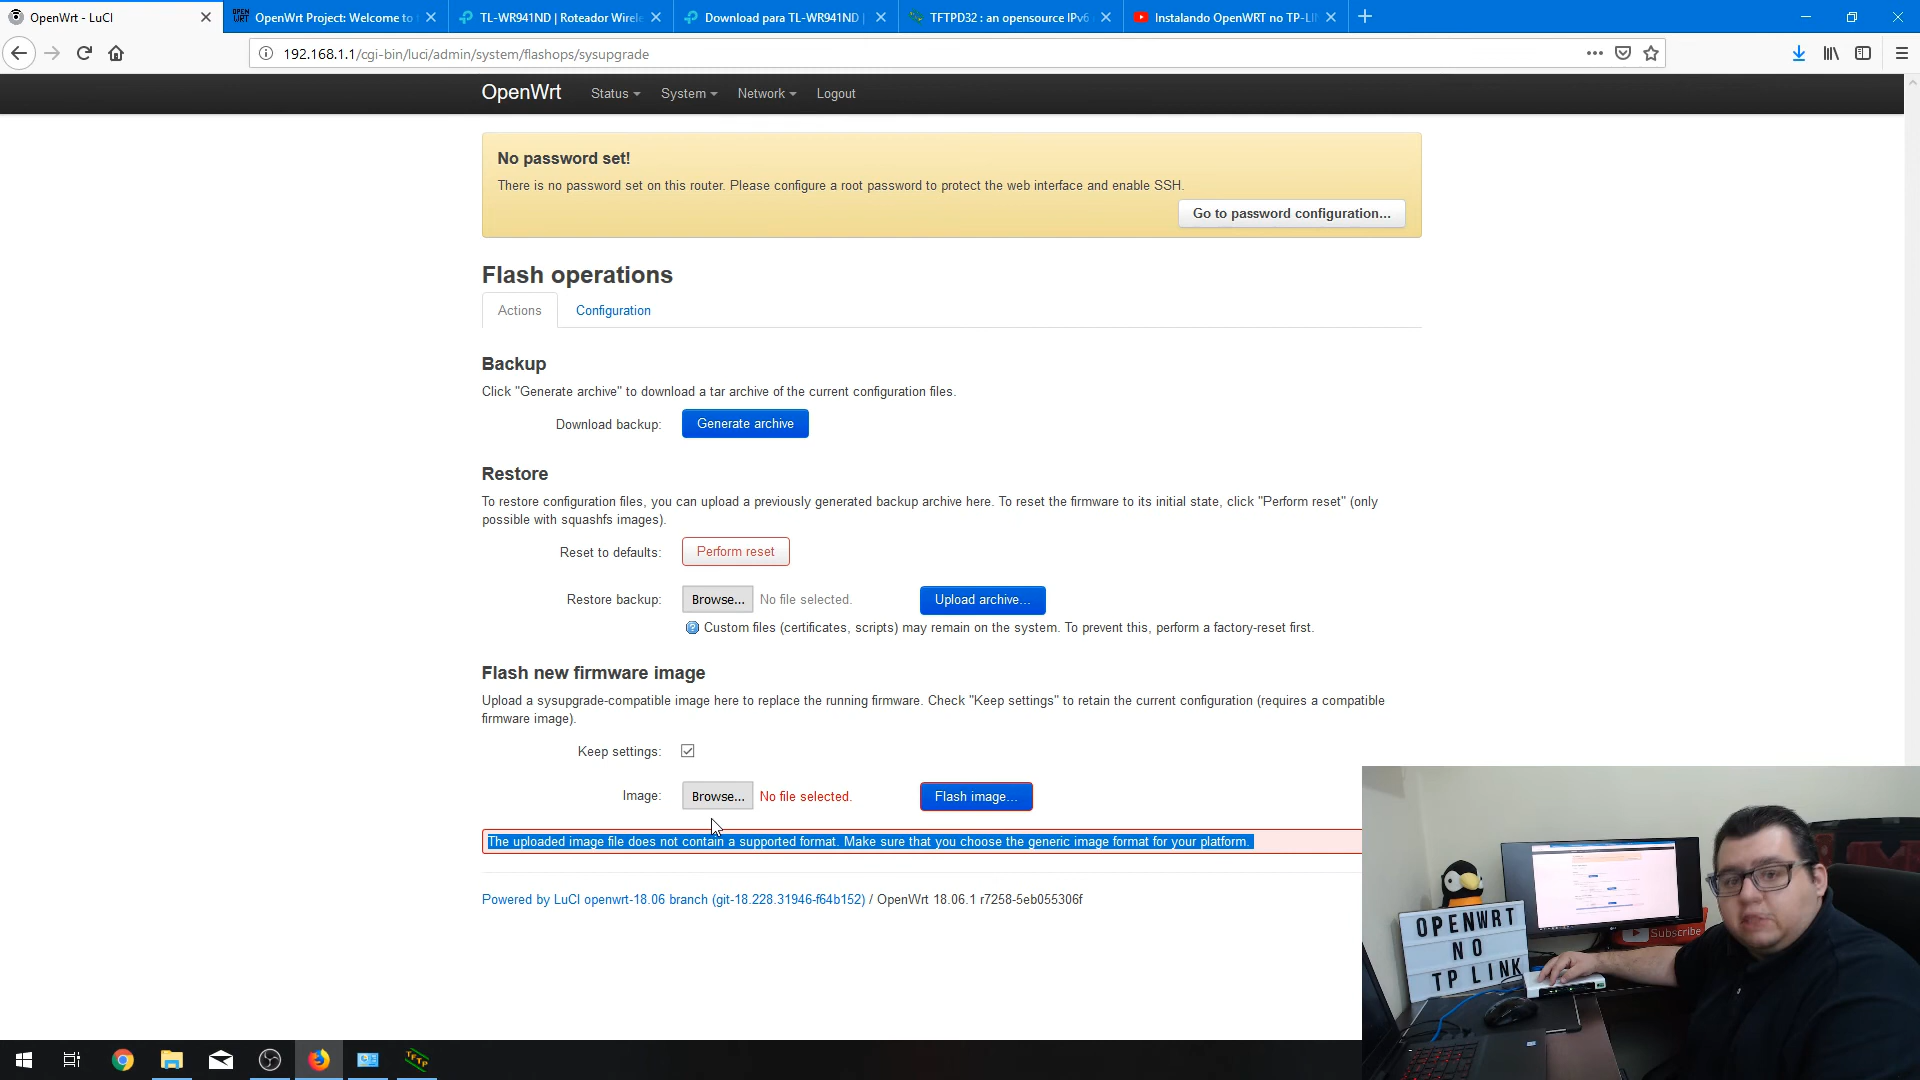 OpenWrt - LuCI
OpenWrt Project: Welcome to
TL-WR941ND | Roteador Wirele
Download para TL-WR941ND |
TFTPD32 : an opensource IPv6
Instalando OpenWRT no TP-LI
192.168.1.1/cgi-bin/luci/admin/system/flashops/sysupgrade
OpenWrt Status System Network Logout
No password set!
There is no password set on this router. Please configure a root password to protect the web interface and enable SSH.
Go to password configuration...
Flash operations
Actions Configuration
Backup
Click "Generate archive" to download a tar archive of the current configuration files.
Download backup: Generate archive
Restore
To restore configuration files, you can upload a previously generated backup archive here. To reset the firmware to its initial state, click "Perform reset" (only
possible with squashfs images).
Reset to defaults: Perform reset
Restore backup: Browse... No file selected. Upload archive...
Custom files (certificates, scripts) may remain on the system. To prevent this, perform a factory-reset first.
Flash new firmware image
Upload a sysupgrade-compatible image here to replace the running firmware. Check "Keep settings" to retain the current configuration (requires a compatible
firmware image).
Keep settings:
Image: Browse... No file selected. Flash image...
The uploaded image file does not contain a supported format. Make sure that you choose the generic image format for your platform.
Powered by LuCI openwrt-18.06 branch (git-18.228.31946-f64b152) / OpenWrt 18.06.1 r7258-5eb055306f
OPENWRT
NO
TP LINK
Subscribe
TFTP